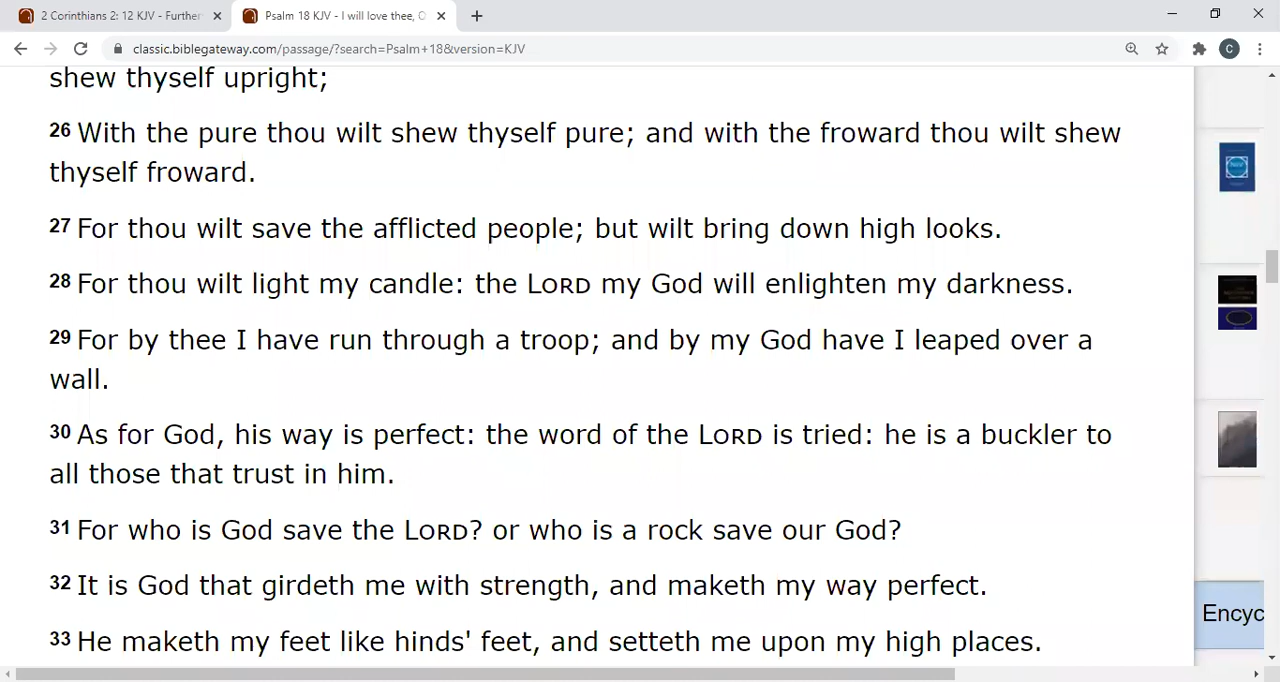 2 Corinthians 2: 12 KJV - Further
Psalm 18 KJV - I will love thee, O
classic.biblegateway.com/passage/?search=Psalm+18&version=KJV
C
shew thyself upright;
26 With the pure thou wilt shew thyself pure; and with the froward thou wilt shew
thyself froward.
27 For thou wilt save the afflicted people; but wilt bring down high looks.
28 For thou wilt light my candle: the LORD my God will enlighten my darkness.
29 For by thee I have run through a troop; and by my God have I leaped over a
wall.
30 As for God, his way is perfect: the word of the LORD is tried: he is a buckler to
all those that trust in him.
31 For who is God save the LORD? or who is a rock save our God?
32 It is God that girdeth me with strength, and maketh my way perfect.
33 He maketh my feet like hinds' feet, and setteth me upon my high places.
Encyc